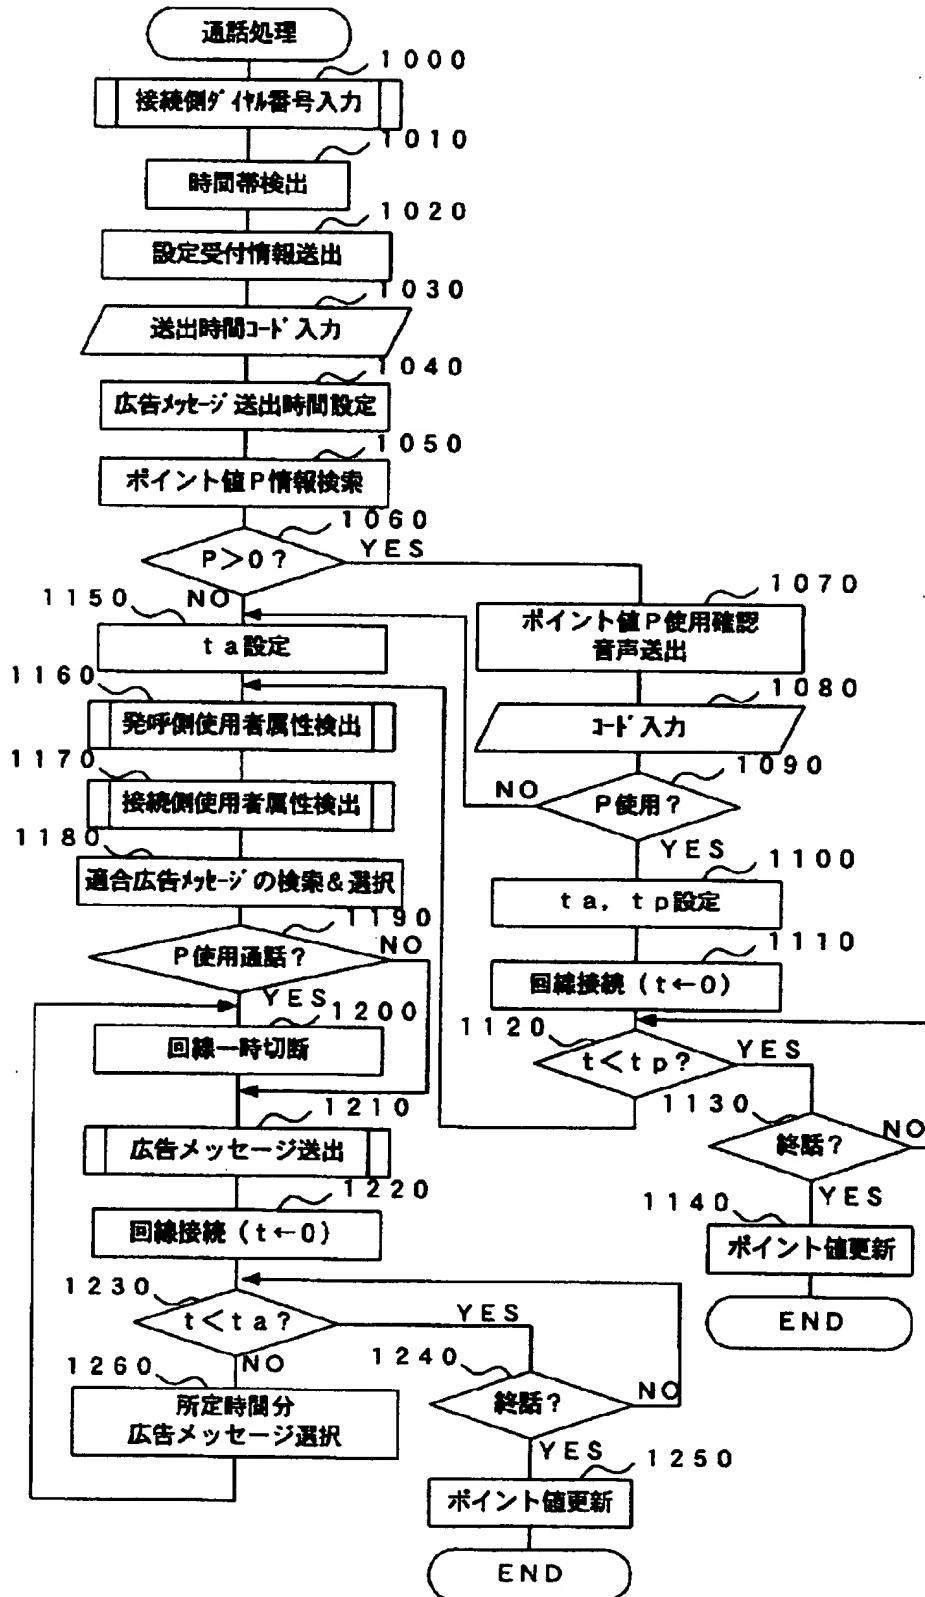 通話処理
1000
接続側ダイヤル番号入力
1010
時間帯検出
1020
設定受付情報送出
1030
送出時間コード入力
1040
広告メッセージ送出時間設定
1050
ポイント値P情報検索
1060
P>0?
YES
NO
1070
ポイント値P使用確認
音声送出
1080
コード入力
1090
P使用?
NO
YES
1100
ta, tp設定
1110
回線接続(t←0)
1120
t<tp?
YES
1130
終話?
NO
YES
1140
ポイント値更新
END
1150
ta設定
1160
発呼側使用者属性検出
1170
接続側使用者属性検出
1180
適合広告メッセージの検索&選択
1190
P使用通話?
NO
YES
1200
回線一時切断
1210
広告メッセージ送出
1220
回線接続(t←0)
1230
t<ta?
YES
NO
1240
終話?
NO
YES
1250
ポイント値更新
END
1260
所定時間分
広告メッセージ選択